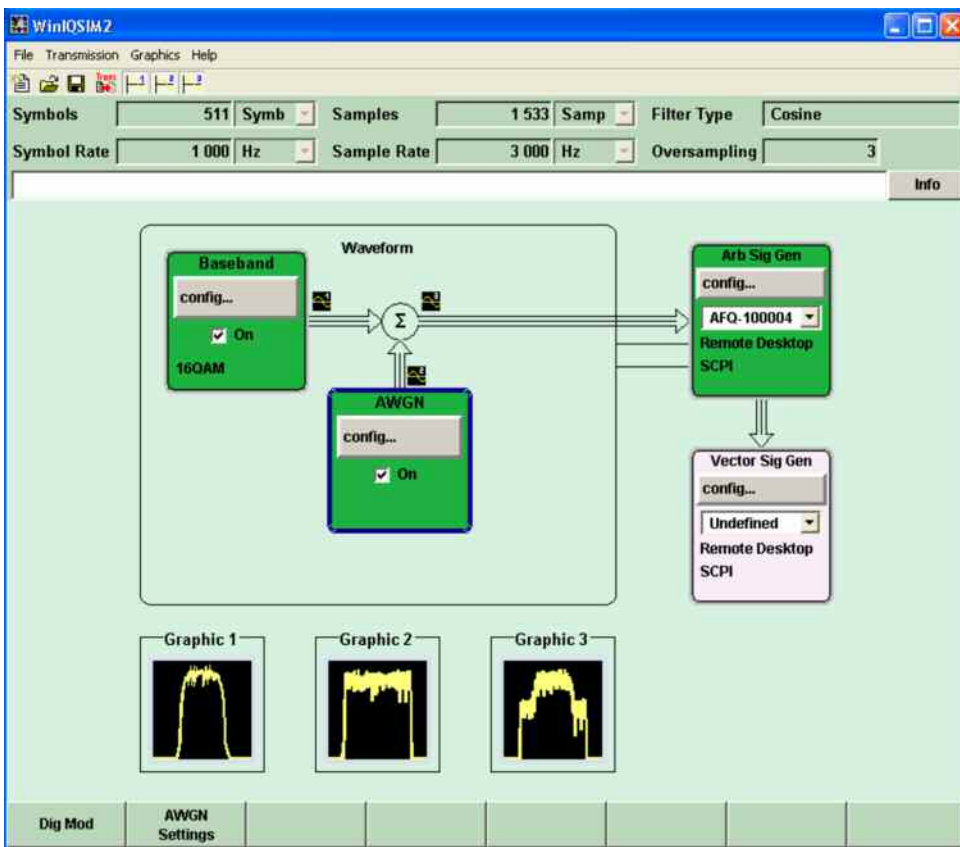 WinIQSIM2
File Transmission Graphics Help
Symbols 511 Symb Samples 1 533 Samp Filter Type Cosine
Symbol Rate 1 000 Hz Sample Rate 3 000 Hz Oversampling 3
Info
Waveform
Baseband
config...
On
16QAM
Σ
AWGN
config...
On
Arb Sig Gen
config...
AFQ-100004
Remote Desktop
SCPI
Vector Sig Gen
config...
Undefined
Remote Desktop
SCPI
Graphic 1 Graphic 2 Graphic 3
Dig Mod
AWGN
Settings